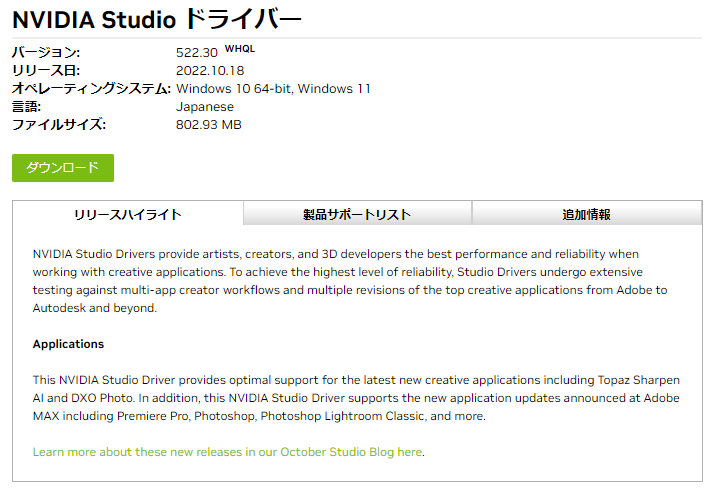 NVIDIA Studio ドライバー
バージョン: 522.30 WHQL
リリース日: 2022.10.18
オペレーティングシステム: Windows 10 64-bit, Windows 11
言語: Japanese
ファイルサイズ: 802.93 MB
ダウンロード
リリースハイライト 製品サポートリスト 追加情報
NVIDIA Studio Drivers provide artists, creators, and 3D developers the best performance and reliability when
working with creative applications. To achieve the highest level of reliability, Studio Drivers undergo extensive
testing against multi-app creator workflows and multiple revisions of the top creative applications from Adobe to
Autodesk and beyond.
Applications
This NVIDIA Studio Driver provides optimal support for the latest new creative applications including Topaz Sharpen
AI and DXO Photo. In addition, this NVIDIA Studio Driver supports the new application updates announced at Adobe
MAX including Premiere Pro, Photoshop, Photoshop Lightroom Classic, and more.
Learn more about these new releases in our October Studio Blog here.